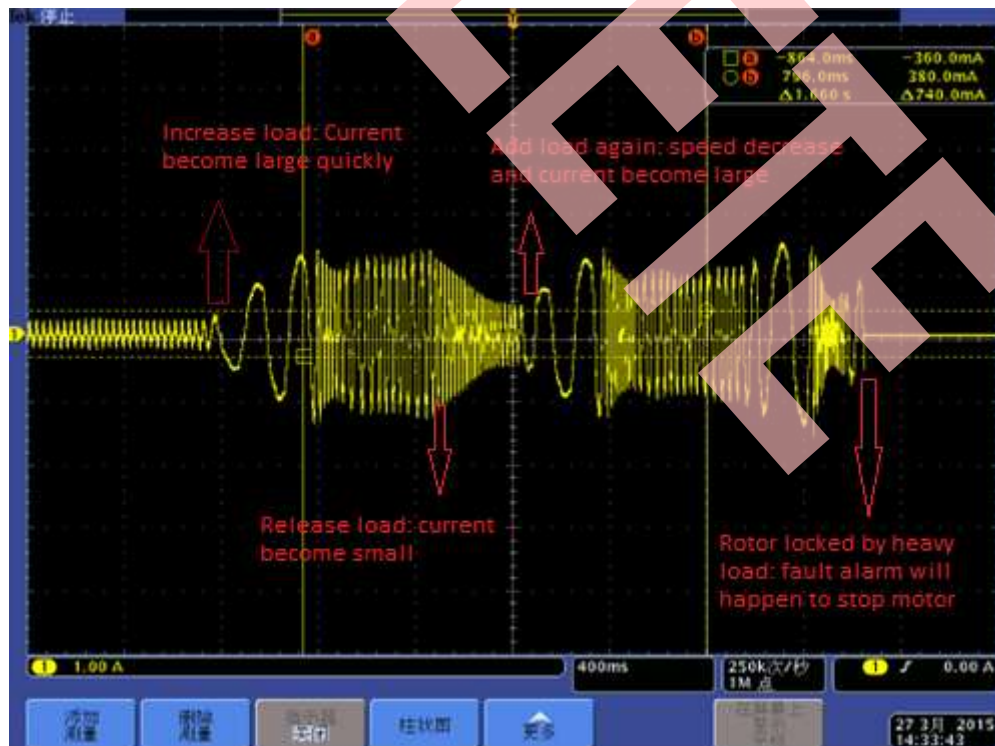 Tek 停止
a
b
a -864.0ms -360.0mA
b 796.0ms 380.0mA
Δ1.660 s Δ740.0mA
Increase load: Current
become large quickly
Add load again: speed decrease
and current become large
1
Release load: current
become small
Rotor locked by heavy
load: fault alarm will
happen to stop motor
1 1.00 A
400ms
250k次/秒
1M 点
1 0.00 A
添加
测量
删除
测量
柱状图
更多
27 3月 2015
14:33:43